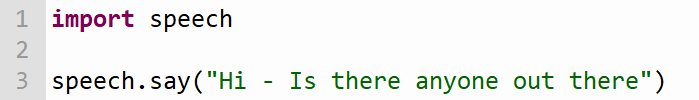 1 import speech
2
3 speech.say("Hi - Is there anyone out there")